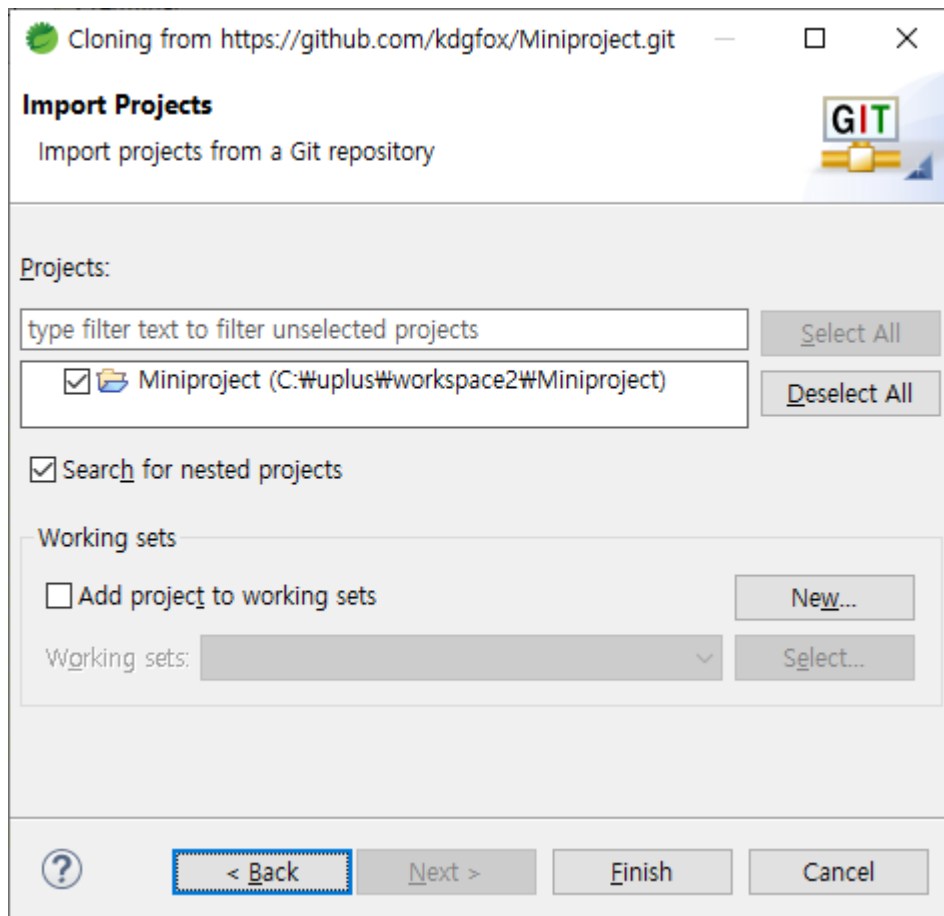 Cloning from https://github.com/kdgfox/Miniproject.git
Import Projects
Import projects from a Git repository
GIT
Projects:
type filter text to filter unselected projects
Select All
Miniproject (C:₩uplus₩workspace2₩Miniproject)
Deselect All
Search for nested projects
Working sets
Add project to working sets
New...
Working sets:
Select...
?
< Back
Next >
Finish
Cancel